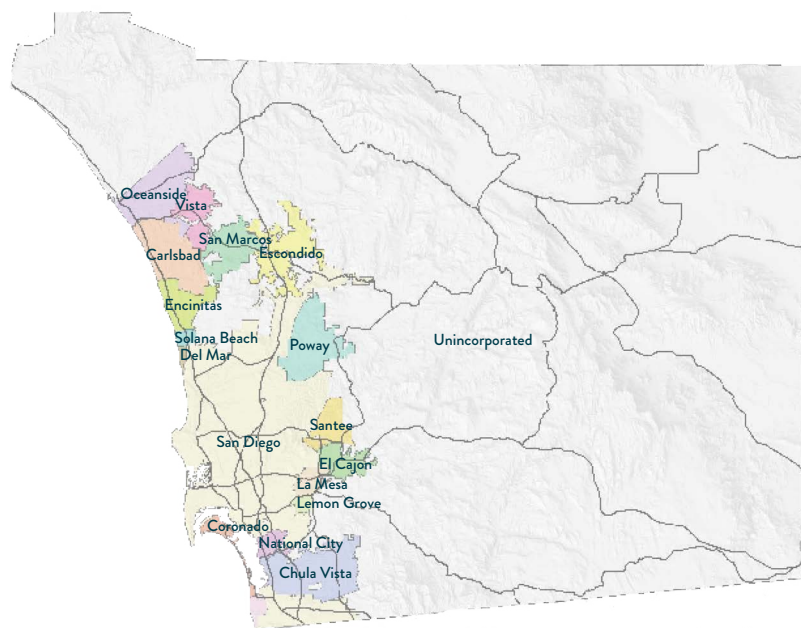 Oceanside
Vista
San Marcos
Carlsbad
Escondido
Encinitas
Solana Beach
Del Mar
Poway
Unincorporated
Santee
San Diego
El Cajon
La Mesa
Lemon Grove
Coronado
National City
Chula Vista